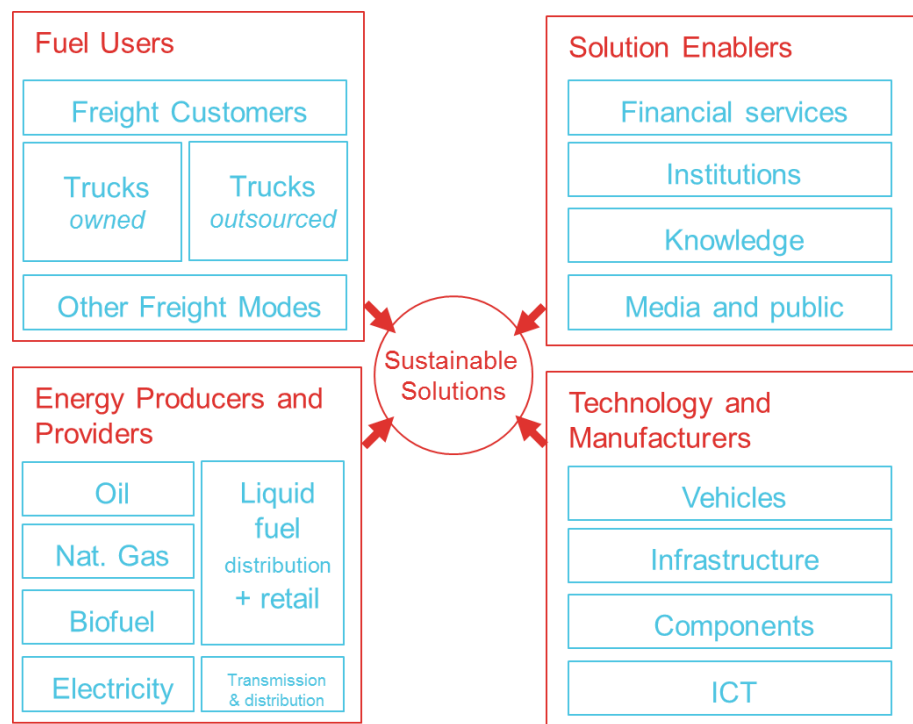 Fuel Users
Freight Customers
Trucks
owned
Trucks
outsourced
Other Freight Modes
Solution Enablers
Financial services
Institutions
Knowledge
Media and public
Sustainable
Solutions
Energy Producers and
Providers
Oil
Nat. Gas
Biofuel
Electricity
Liquid
fuel
distribution
+ retail
Transmission
& distribution
Technology and
Manufacturers
Vehicles
Infrastructure
Components
ICT